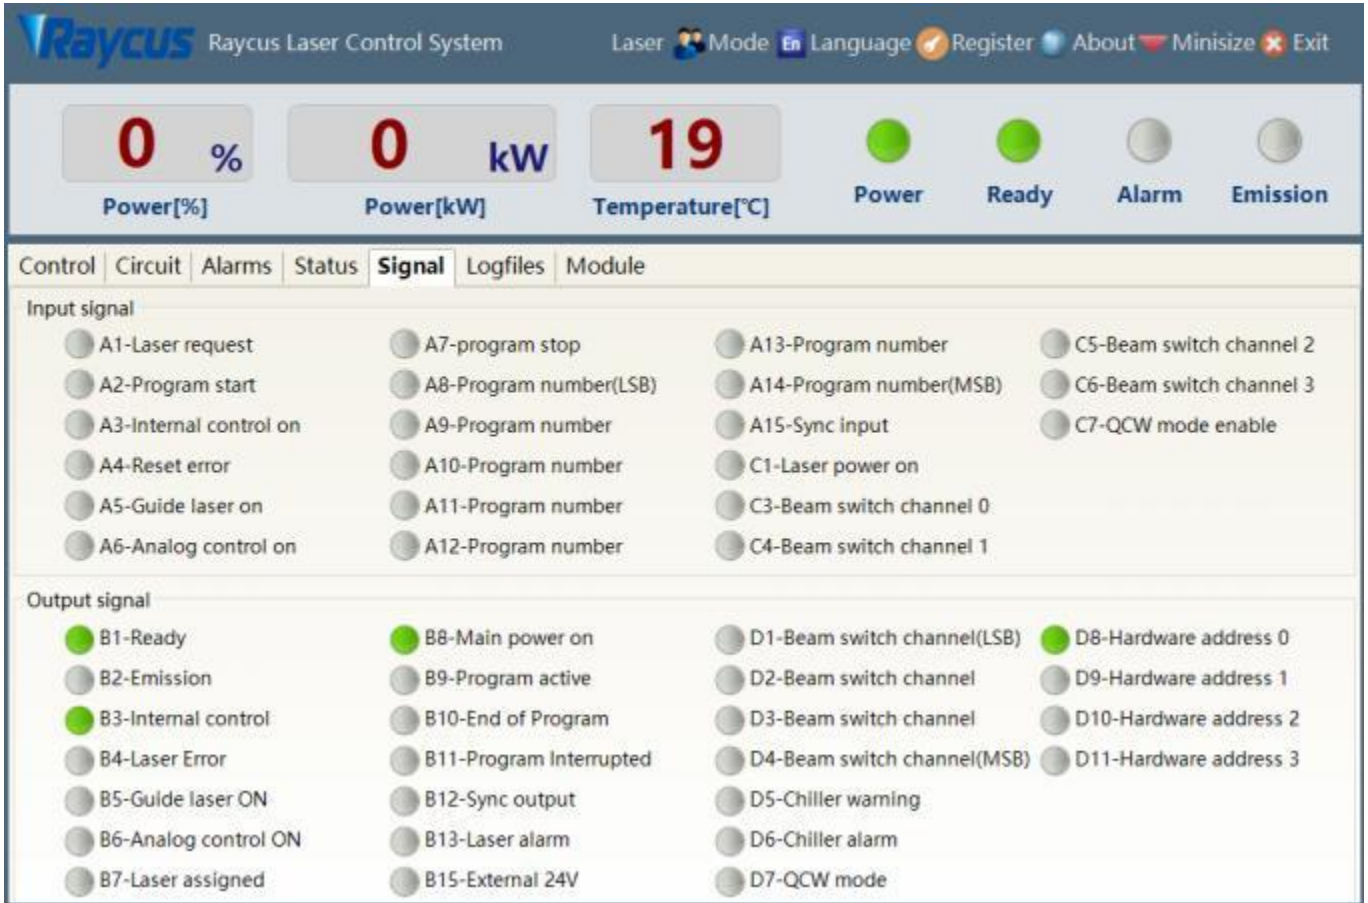 Raycus Raycus Laser Control System Laser Mode En Language Register About Minisize Exit
0 % 0 kW 19
Power[%] Power[kW] Temperature[℃] Power Ready Alarm Emission
Control Circuit Alarms Status Signal Logfiles Module
Input signal
A1-Laser request A7-program stop A13-Program number C5-Beam switch channel 2
A2-Program start A8-Program number(LSB) A14-Program number(MSB) C6-Beam switch channel 3
A3-Internal control on A9-Program number A15-Sync input C7-QCW mode enable
A4-Reset error A10-Program number C1-Laser power on
A5-Guide laser on A11-Program number C3-Beam switch channel 0
A6-Analog control on A12-Program number C4-Beam switch channel 1
Output signal
B1-Ready B8-Main power on D1-Beam switch channel(LSB) D8-Hardware address 0
B2-Emission B9-Program active D2-Beam switch channel D9-Hardware address 1
B3-Internal control B10-End of Program D3-Beam switch channel D10-Hardware address 2
B4-Laser Error B11-Program Interrupted D4-Beam switch channel(MSB) D11-Hardware address 3
B5-Guide laser ON B12-Sync output D5-Chiller warning
B6-Analog control ON B13-Laser alarm D6-Chiller alarm
B7-Laser assigned B15-External 24V D7-QCW mode